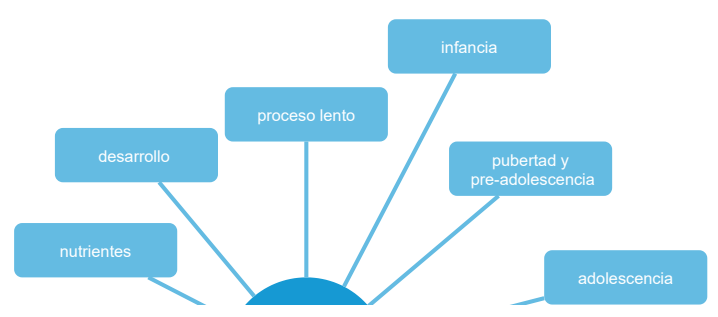 infancia
proceso lento
desarrollo
pubertad y
pre-adolescencia
nutrientes
adolescencia